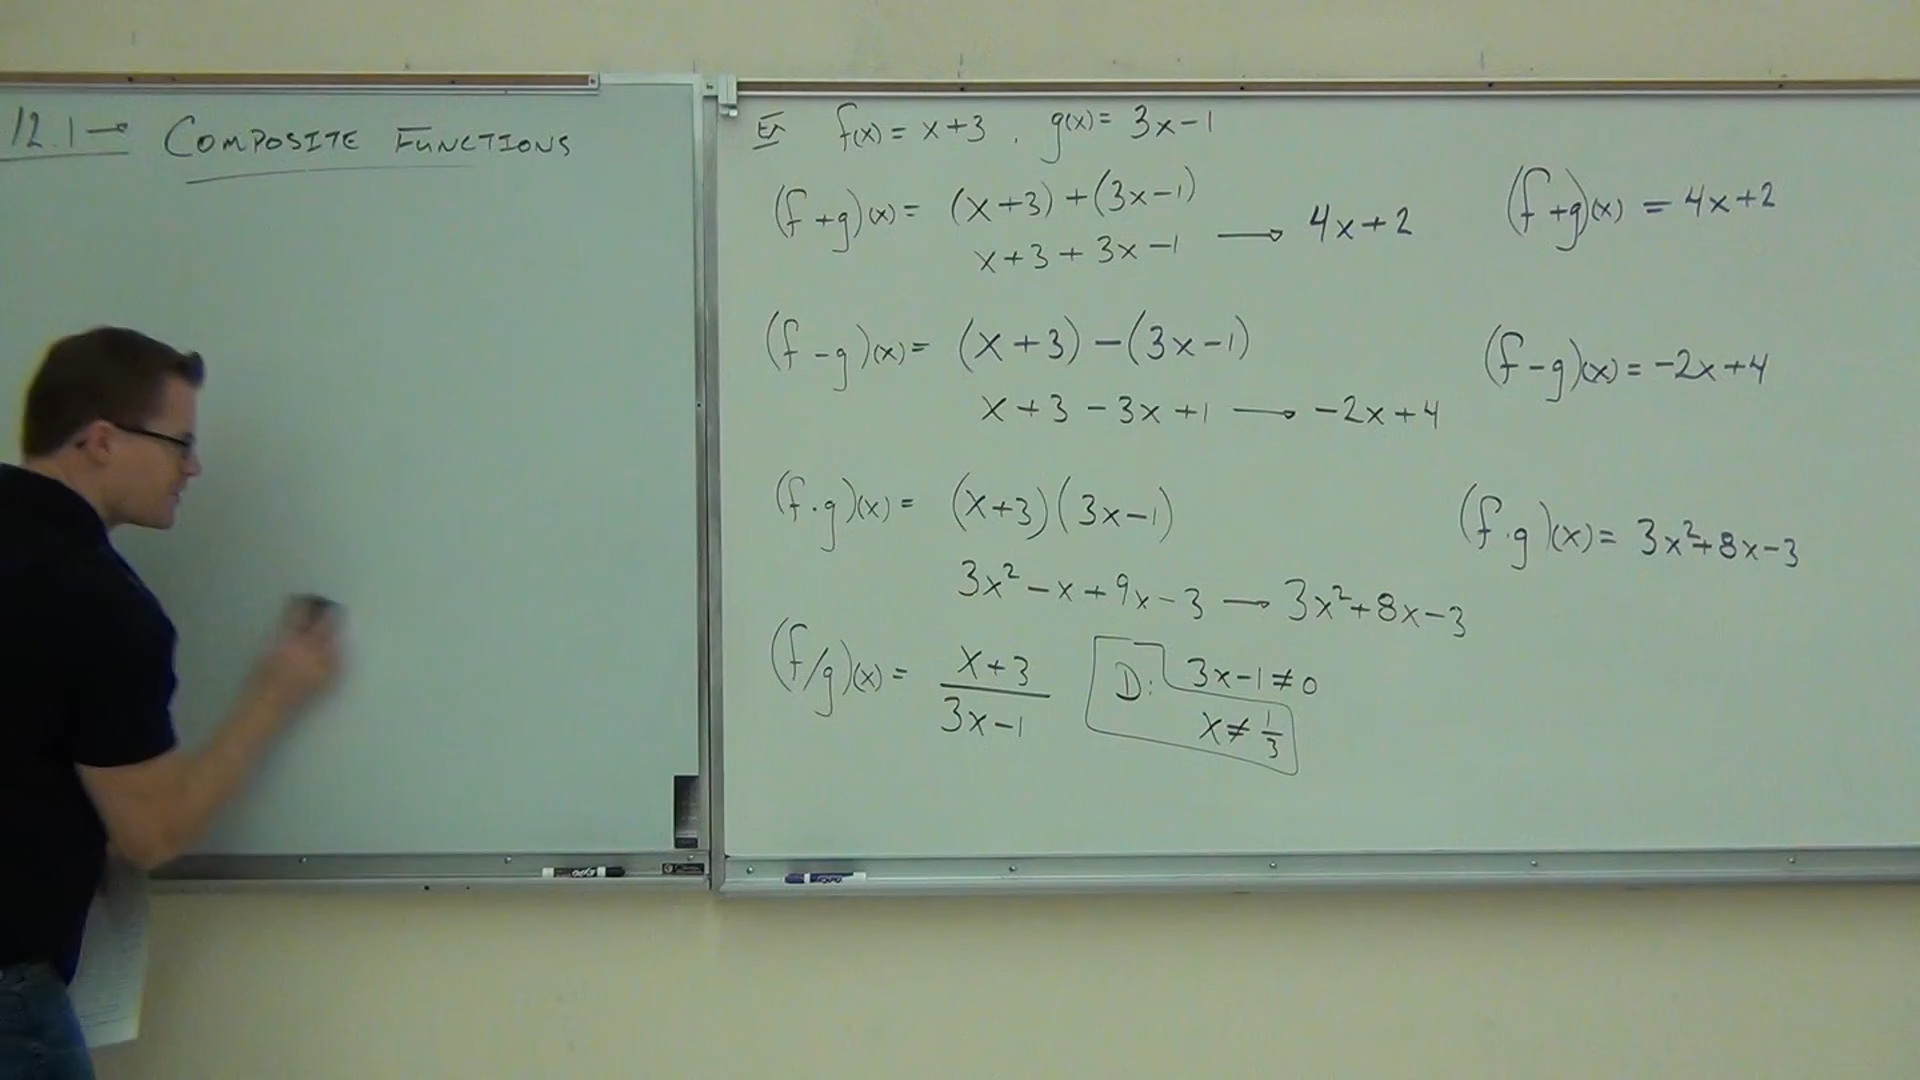 12.1 → COMPOSITE FUNCTIONS
Ex f(x) = x+3 , g(x) = 3x-1
(f+g)(x) = (x+3)+(3x-1)
x+3+3x-1 → 4x+2
(f+g)(x) = 4x+2
(f-g)(x) = (x+3)-(3x-1)
x+3-3x+1 → -2x+4
(f-g)(x) = -2x+4
(f·g)(x) = (x+3)(3x-1)
3x²-x+9x-3 → 3x²+8x-3
(f·g)(x) = 3x²+8x-3
(f/g)(x) = x+3
3x-1
D: 3x-1≠0
x≠1/3
EXPO